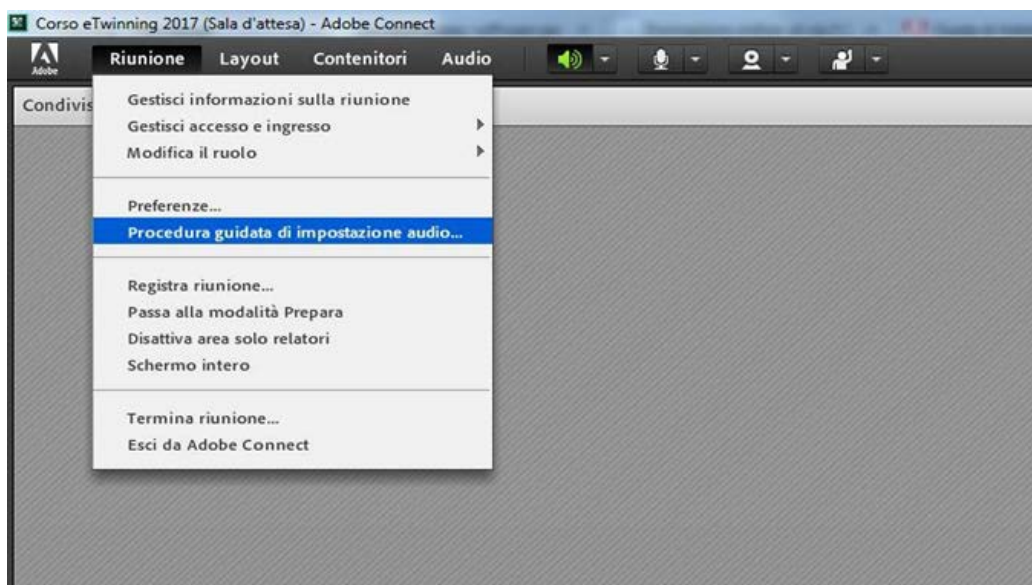 Corso eTwinning 2017 (Sala d'attesa) - Adobe Connect
Adobe
Riunione Layout Contenitori Audio
Condivis
Gestisci informazioni sulla riunione
Gestisci accesso e ingresso
Modifica il ruolo
Preferenze...
Procedura guidata di impostazione audio...
Registra riunione...
Passa alla modalità Prepara
Disattiva area solo relatori
Schermo intero
Termina riunione...
Esci da Adobe Connect